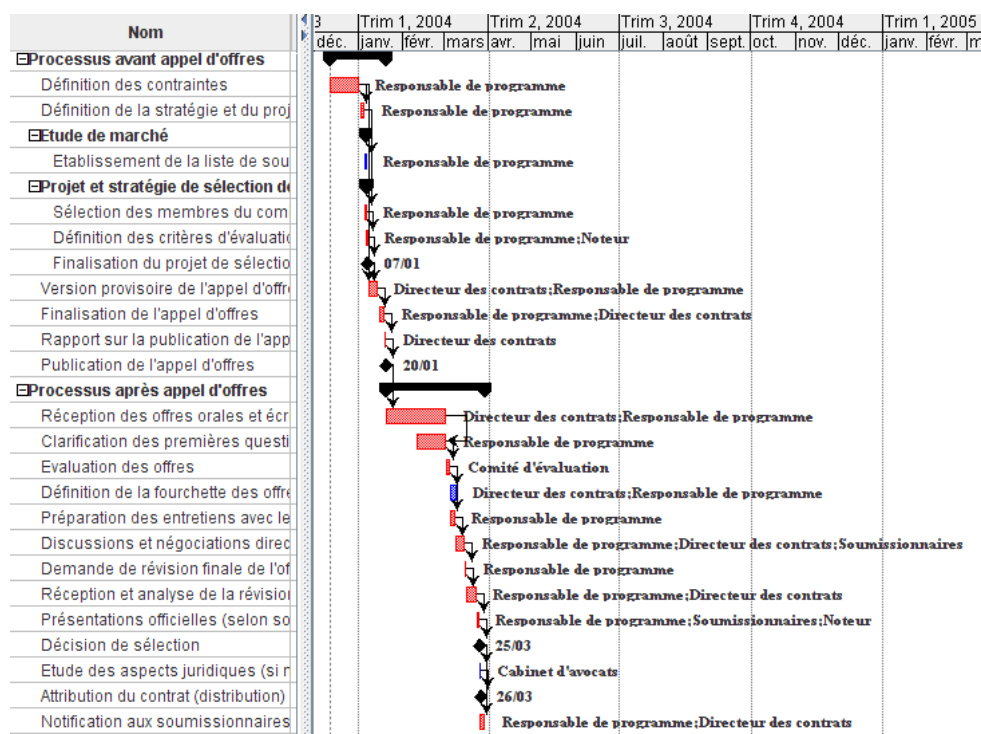 Nom
3 Trim 1, 2004 Trim 2, 2004 Trim 3, 2004 Trim 4, 2004 Trim 1, 2005
déc. janv. févr. mars avr. mai juin juil. août sept. oct. nov. déc. janv. févr. m
Processus avant appel d'offres
Définition des contraintes Responsable de programme
Définition de la stratégie et du proj Responsable de programme
Etude de marché
Etablissement de la liste de sou Responsable de programme
Projet et stratégie de sélection de
Sélection des membres du com Responsable de programme
Définition des critères d'évaluatio Responsable de programme;Noteur
Finalisation du projet de sélectio 07/01
Version provisoire de l'appel d'offre Directeur des contrats;Responsable de programme
Finalisation de l'appel d'offres Responsable de programme;Directeur des contrats
Rapport sur la publication de l'app Directeur des contrats
Publication de l'appel d'offres 20/01
Processus après appel d'offres
Réception des offres orales et écr Directeur des contrats;Responsable de programme
Clarification des premières questi Responsable de programme
Evaluation des offres Comité d'évaluation
Définition de la fourchette des offre Directeur des contrats;Responsable de programme
Préparation des entretiens avec le Responsable de programme
Discussions et négociations direc Responsable de programme;Directeur des contrats;Soumissionnaires
Demande de révision finale de l'of Responsable de programme
Réception et analyse de la révision Responsable de programme;Directeur des contrats
Présentations officielles (selon so Responsable de programme;Soumissionnaires;Noteur
Décision de sélection 25/03
Etude des aspects juridiques (si n Cabinet d'avocats
Attribution du contrat (distribution) 26/03
Notification aux soumissionnaires Responsable de programme;Directeur des contrats